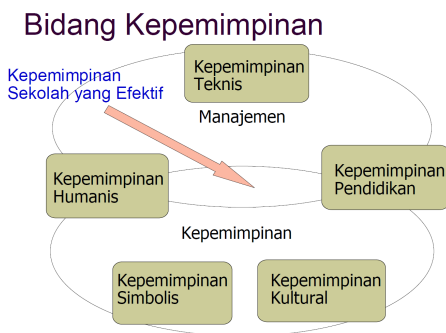 Bidang Kepemimpinan
Kepemimpinan
Sekolah yang Efektif
Kepemimpinan
Teknis
Manajemen
Kepemimpinan
Humanis
Kepemimpinan
Pendidikan
Kepemimpinan
Kepemimpinan
Simbolis
Kepemimpinan
Kultural